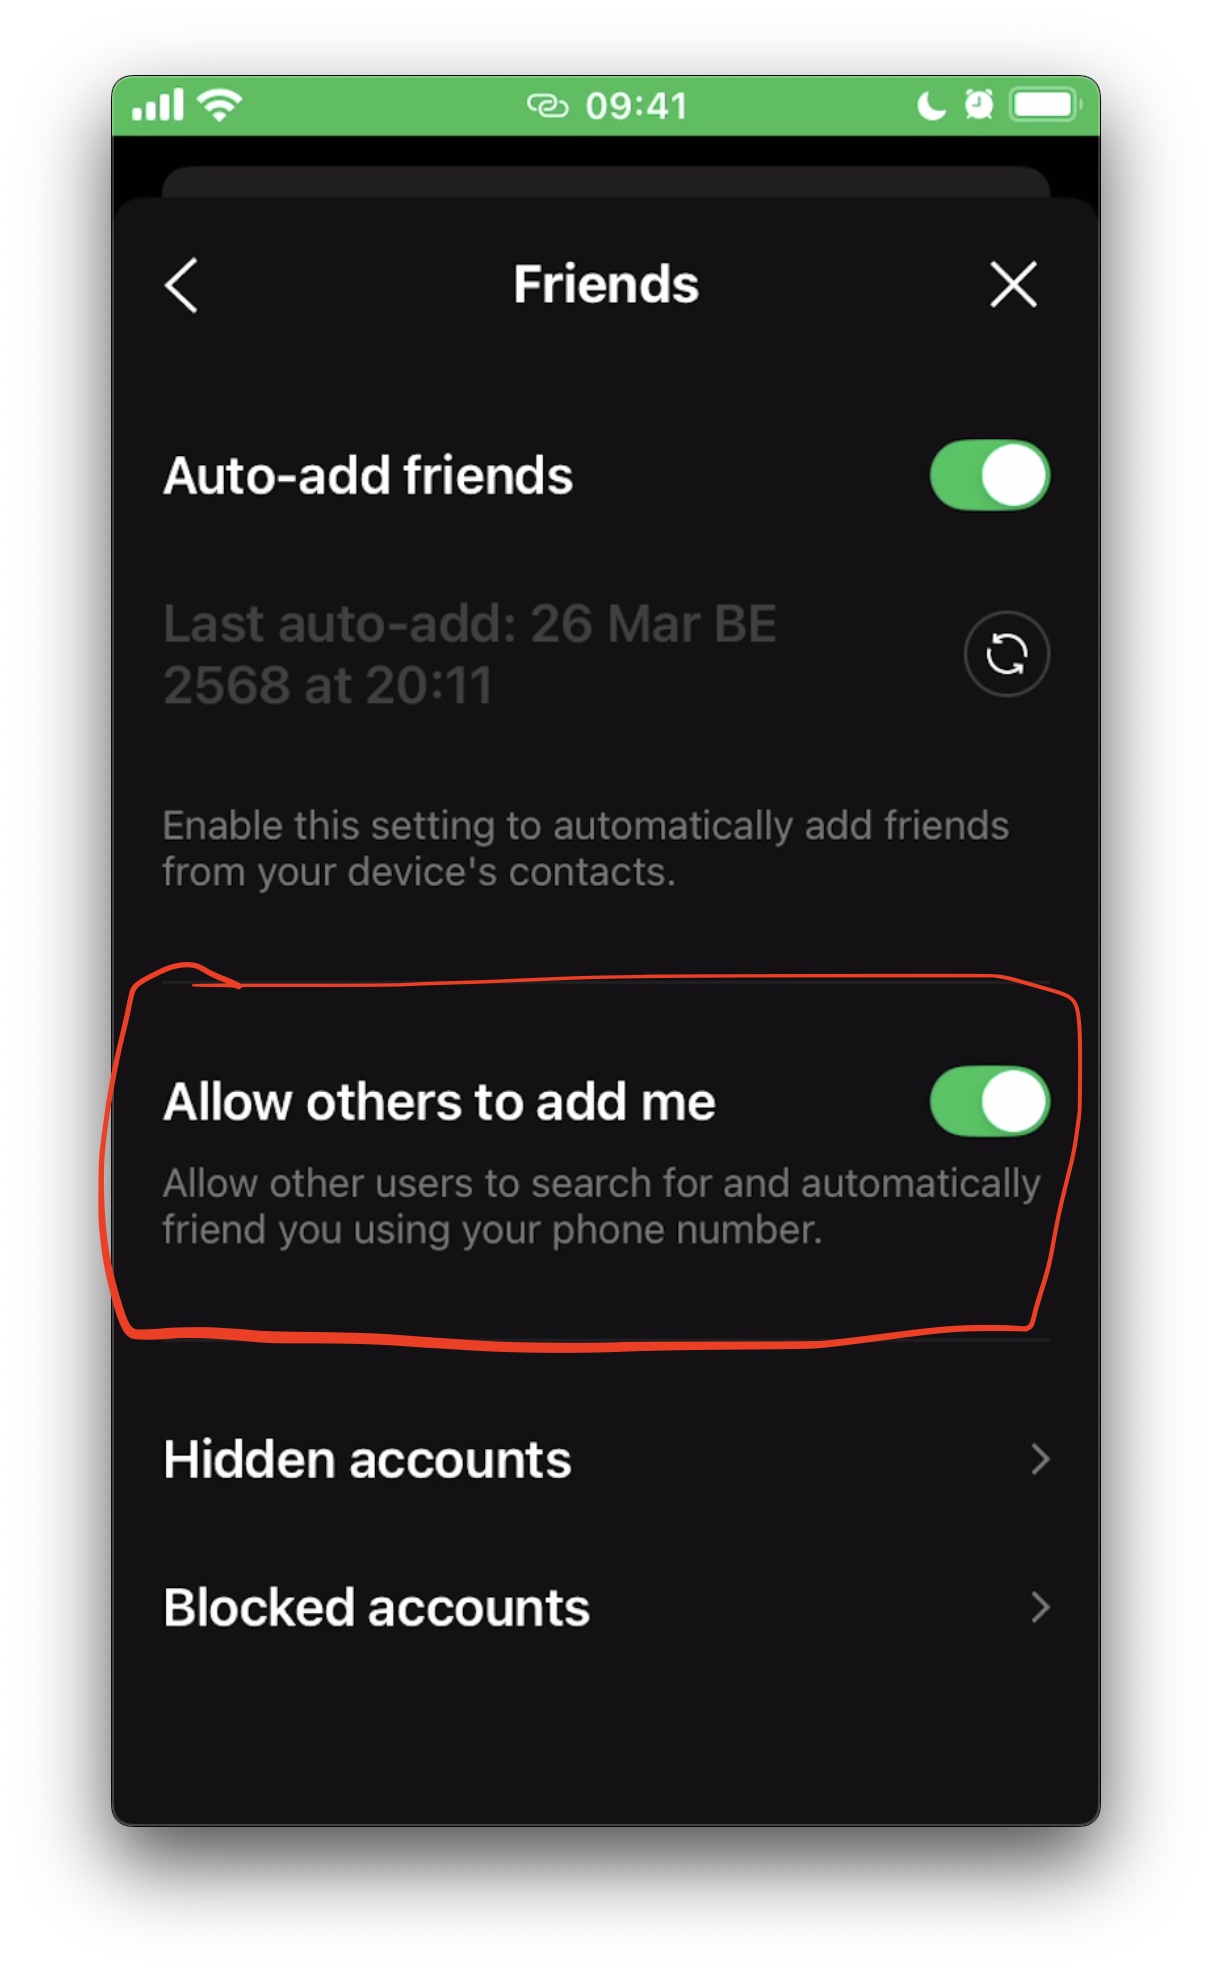 09:41
Friends
Auto-add friends
Last auto-add: 26 Mar BE
2568 at 20:11
Enable this setting to automatically add friends
from your device's contacts.
Allow others to add me
Allow other users to search for and automatically
friend you using your phone number.
Hidden accounts
Blocked accounts